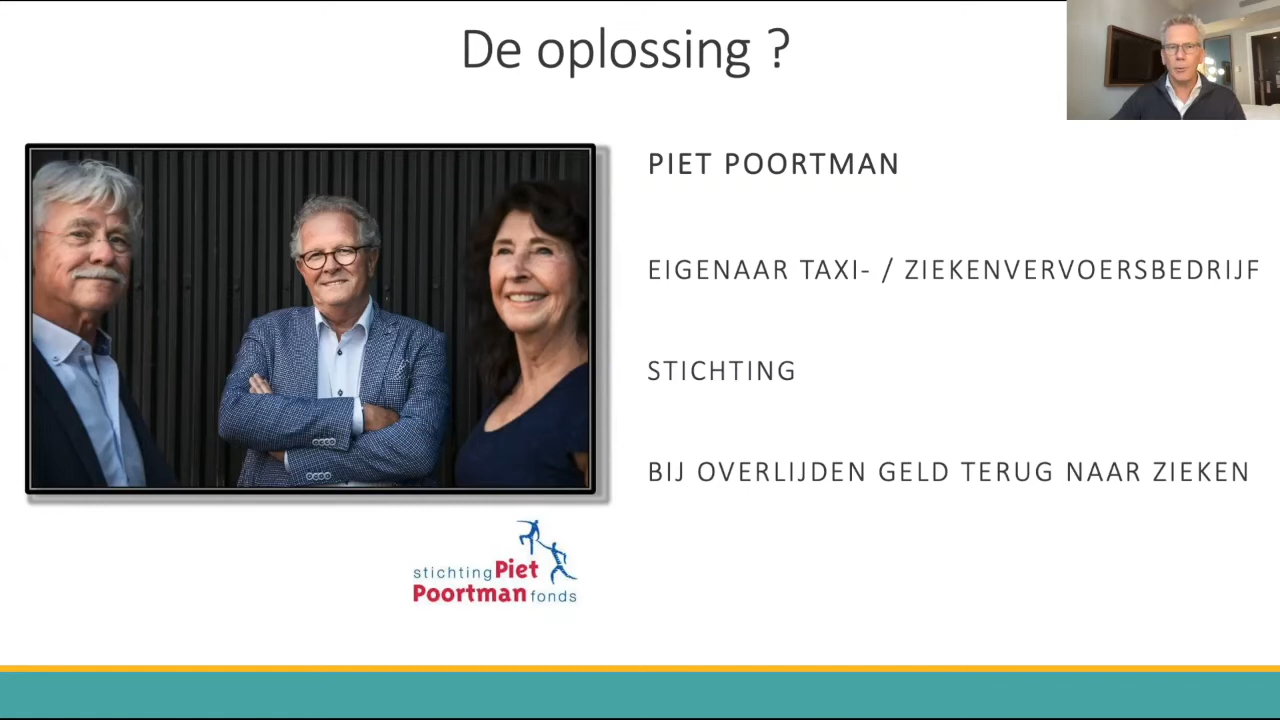 De oplossing ?
PIET POORTMAN
EIGENAAR TAXI- / ZIEKENVERVOERSBEDRIJF
STICHTING
BIJ OVERLIJDEN GELD TERUG NAAR ZIEKEN
stichting Piet
Poortman fonds